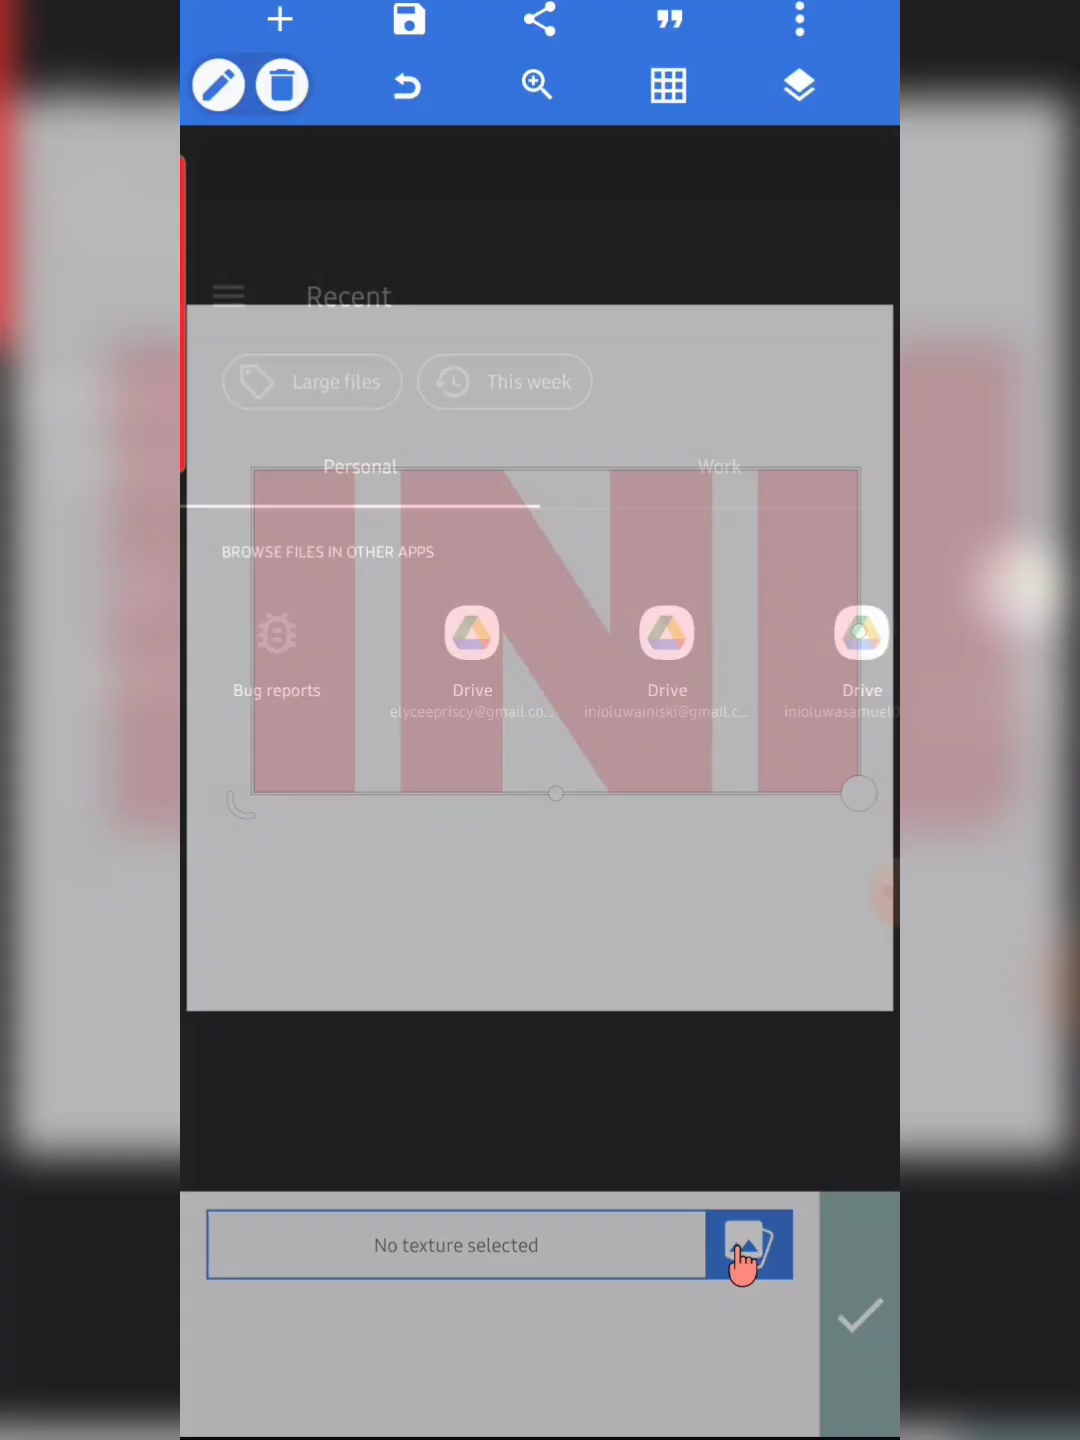 Recent
Large files
This week
Personal
Work
INI
BROWSE FILES IN OTHER APPS
Bug reports
Drive
Drive
Drive
elyceepriscy@gmail.co...
inioluwainiski@gmail.c...
inioluwasamuel
No texture selected